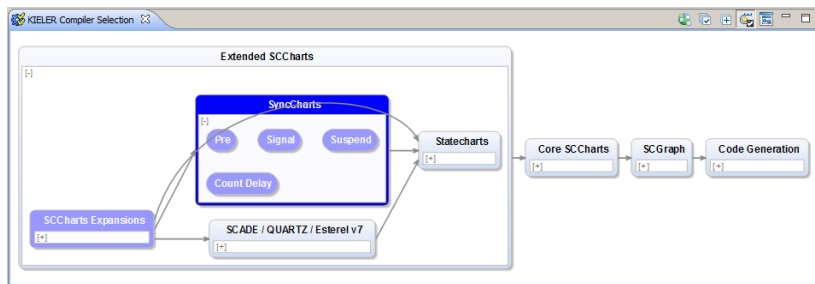 KIELER Compiler Selection
Extended SCCharts
[-]
SyncCharts
[-]
Pre
Signal
Suspend
Count Delay
Statecharts
[+]
Core SCCharts
[+]
SCGraph
[+]
Code Generation
[+]
SCCharts Expansions
[+]
SCADE / QUARTZ / Esterel v7
[+]